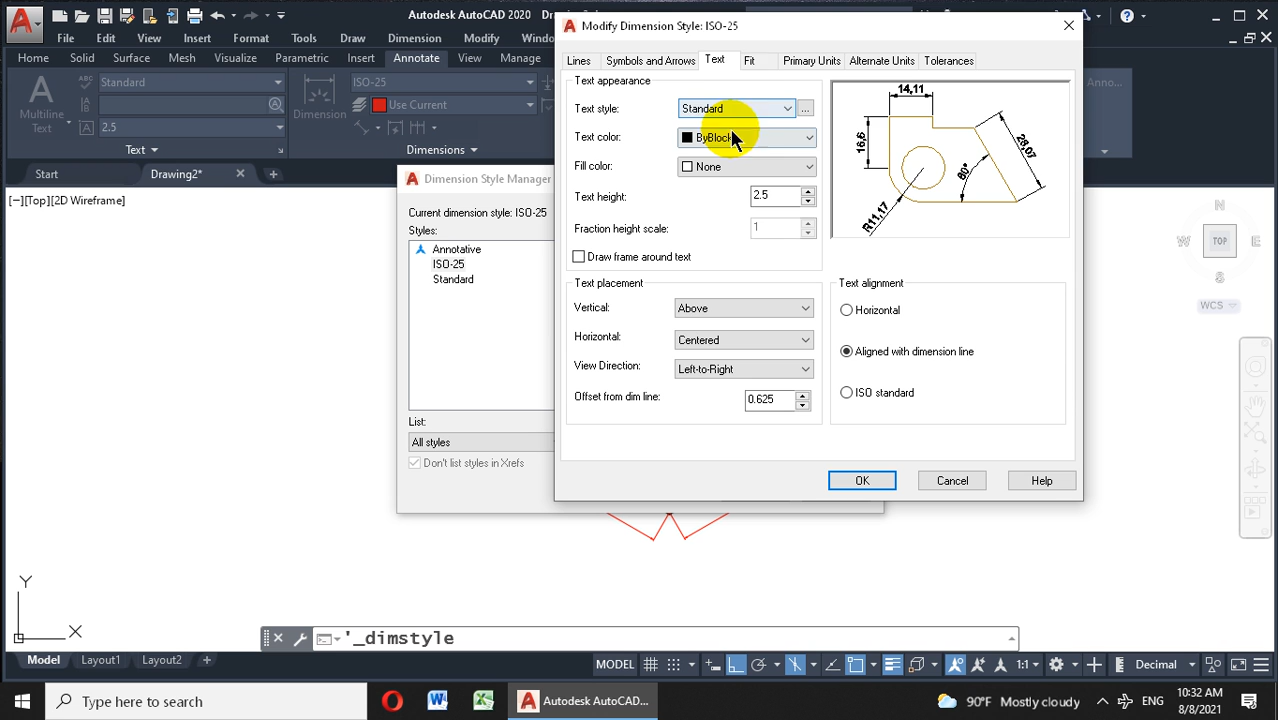 Autodesk AutoCAD 2020
File
Edit
View
Insert
Format
Tools
Draw
Dimension
Modify
Home
Insert
Annotate
Parametric
View
Manage
Mesh
Visualize
Parametric
Insert
Annotate
View
Manage
Standard
Multiline
Text
2.5
Text
ISO-25
Use Current
Dimension
Dimensions
Start
Drawing2*
[−][Top][2D Wireframe]
Dimension Style Manager
Current dimension style: ISO-25
Styles:
Annotative
ISO-25
Standard
List:
All styles
Don't list styles in Xrefs
Modify Dimension Style: ISO-25
Lines
Symbols and Arrows
Text
Fit
Primary Units
Alternate Units
Tolerances
Text appearance
Text style:
Standard
...
Text color:
ByBlock
Fill color:
None
Text height:
2.5
Fraction height scale:
1
Draw frame around text
14,11
16,6
28,07
60°
R11,17
Text placement
Vertical:
Above
Horizontal:
Centered
View Direction:
Left-to-Right
Offset from dim line:
0.625
Text alignment
Horizontal
Aligned with dimension line
ISO standard
OK
Cancel
Help
N
W
TOP
E
S
WCS
Y
X
'_dimstyle
Model
Layout1
Layout2
+
MODEL
1:1
Decimal
Type here to search
Autodesk AutoCAD...
90°F Mostly cloudy
ENG
10:32 AM
8/8/2021